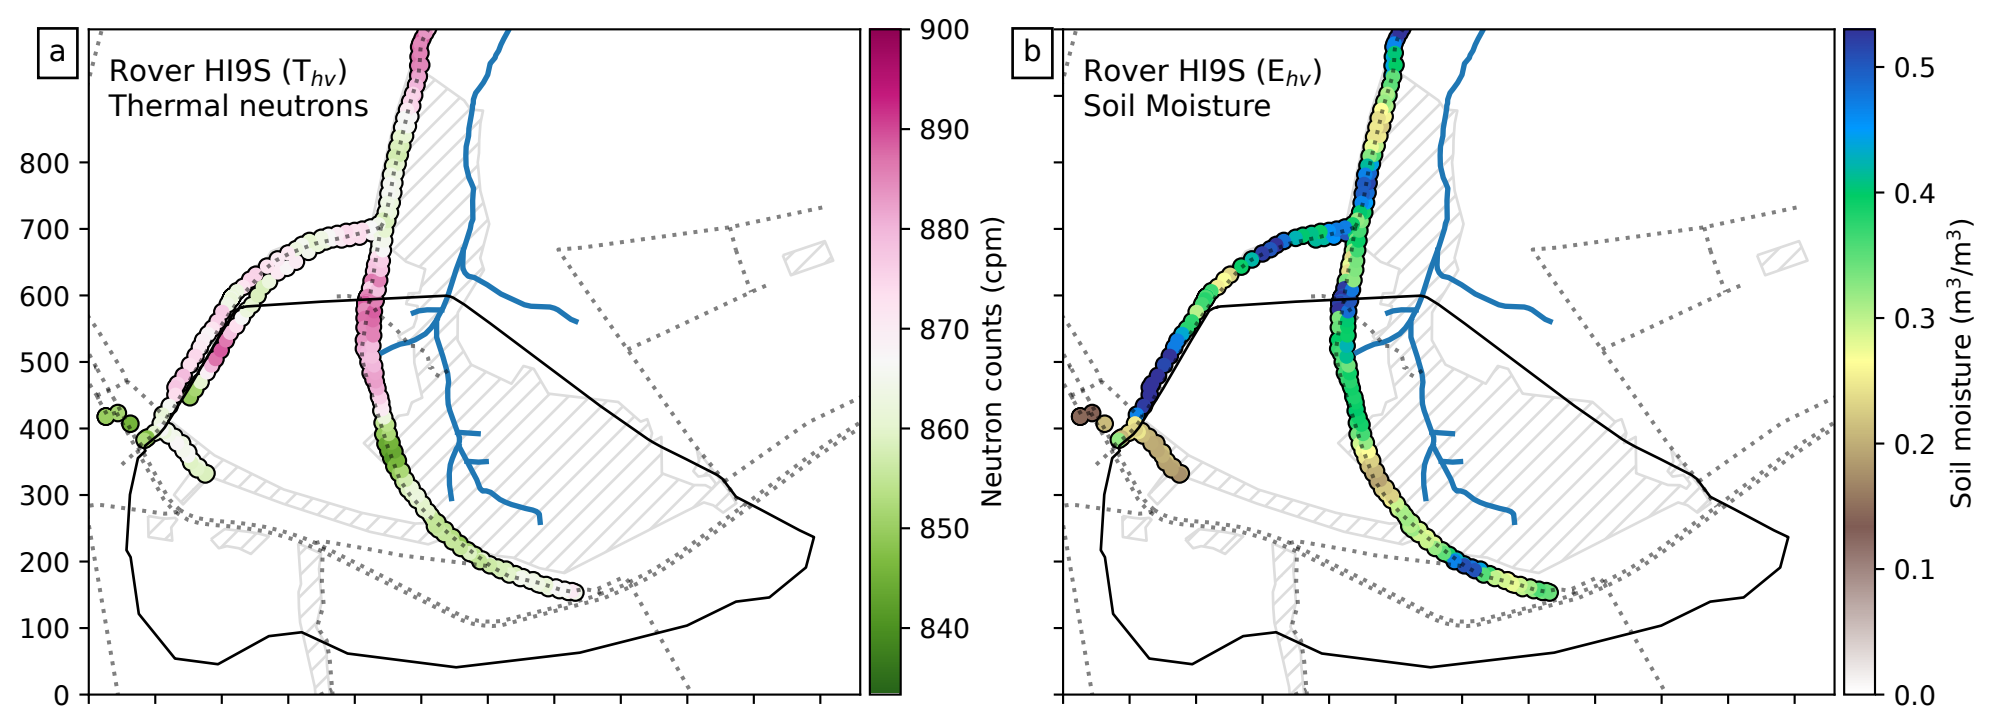 a
Rover HI9S (T_hv)
Thermal neutrons
800
700
600
500
400
300
200
100
0
900
890
880
870
860
850
840
Neutron counts (cpm)
b
Rover HI9S (E_hv)
Soil Moisture
0.5
0.4
0.3
0.2
0.1
0.0
Soil moisture (m³/m³)